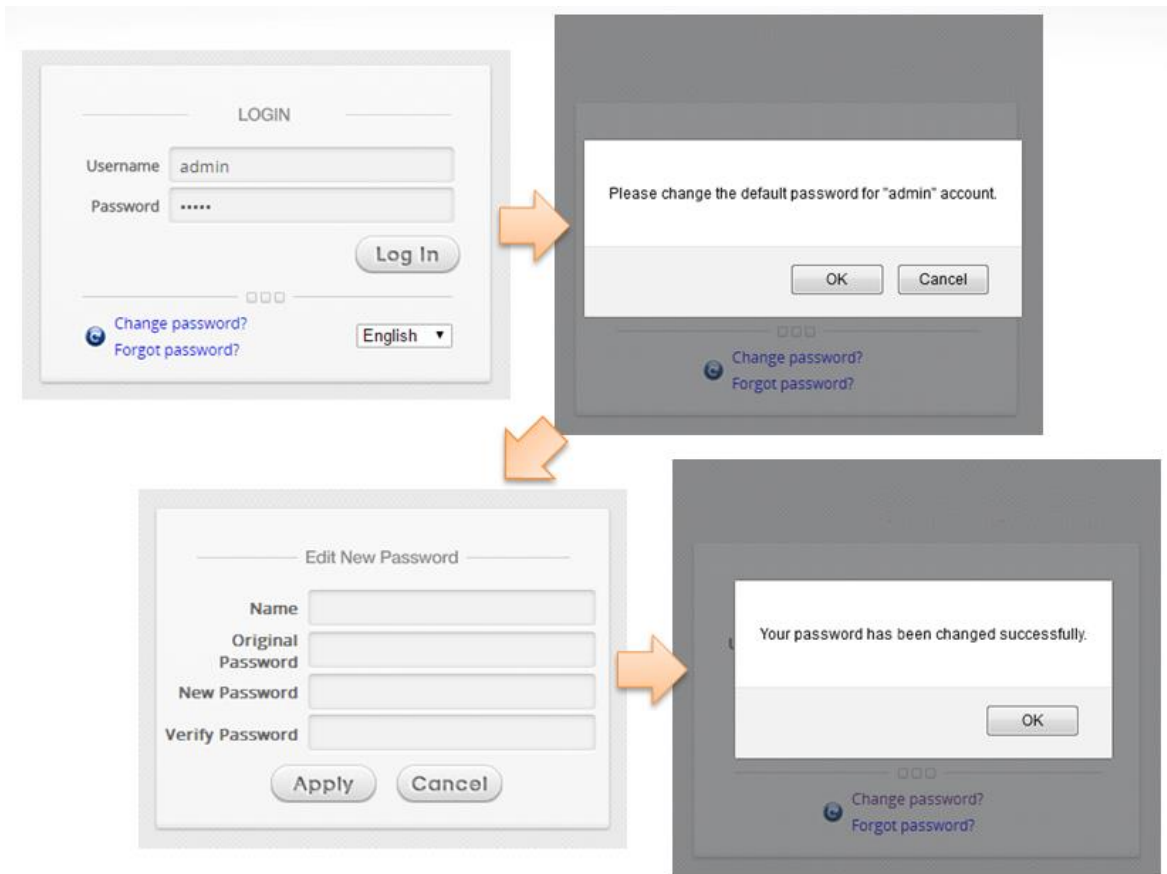 LOGIN
Username admin
Password •••••
Log In
Change password?
Forgot password?
English
Please change the default password for "admin" account.
OK Cancel
Change password?
Forgot password?
Edit New Password
Name
Original
Password
New Password
Verify Password
Apply Cancel
Your password has been changed successfully.
OK
Change password?
Forgot password?